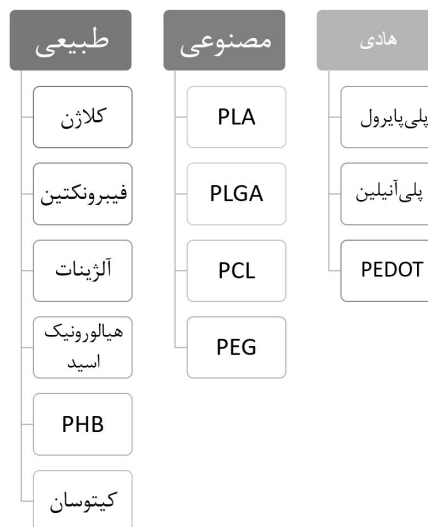 طبیعی
کلاژن
فیبرونکتین
آلژینات
هیالورونیک
اسید
PHB
کیتوسان
مصنوعی
PLA
PLGA
PCL
PEG
هادی
پلی‌پایرول
پلی‌آنیلین
PEDOT